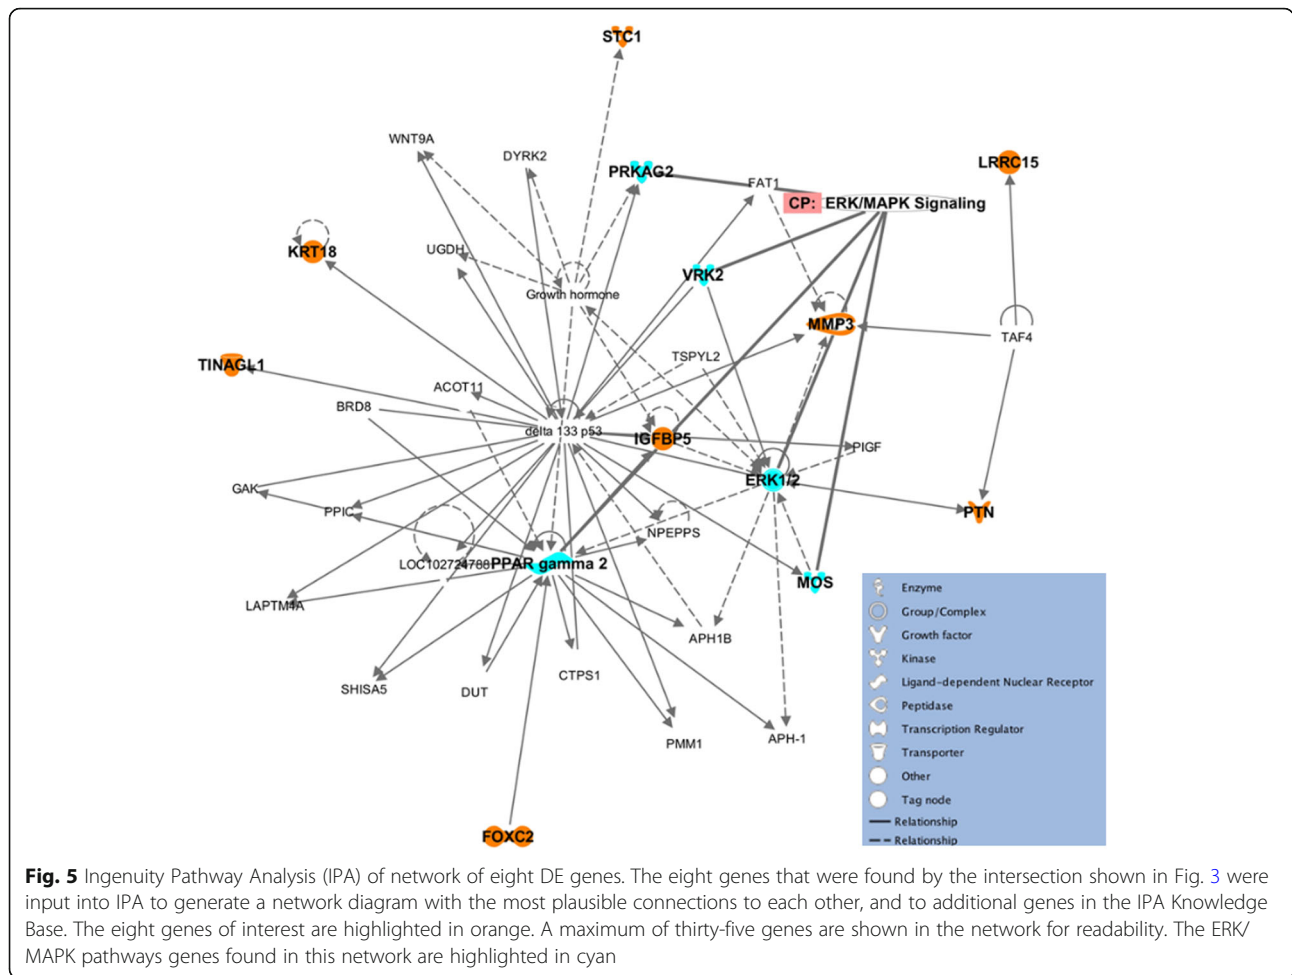 STC1
WNT9A
DYRK2
PRKAG2
FAT1
LRRC15
CP: ERK/MAPK Signaling
KRT18
UGDH
VRK2
Growth hormone
MMP3
TAF4
TINAGL1
TSPYL2
ACOT11
BRD8
delta 133 p53
IGFBP5
PIGF
ERK1/2
GAK
PPIC
PTN
NPEPPS
LOC102724788
PPAR gamma 2
MOS
LAPTM4A
APH1B
CTPS1
SHISA5
DUT
PMM1
APH-1
FOXC2
Enzyme
Group/Complex
Growth factor
Kinase
Ligand-dependent Nuclear Receptor
Peptidase
Transcription Regulator
Transporter
Other
Tag node
Relationship
Relationship
Fig. 5 Ingenuity Pathway Analysis (IPA) of network of eight DE genes. The eight genes that were found by the intersection shown in Fig. 3 were
input into IPA to generate a network diagram with the most plausible connections to each other, and to additional genes in the IPA Knowledge
Base. The eight genes of interest are highlighted in orange. A maximum of thirty-five genes are shown in the network for readability. The ERK/
MAPK pathways genes found in this network are highlighted in cyan